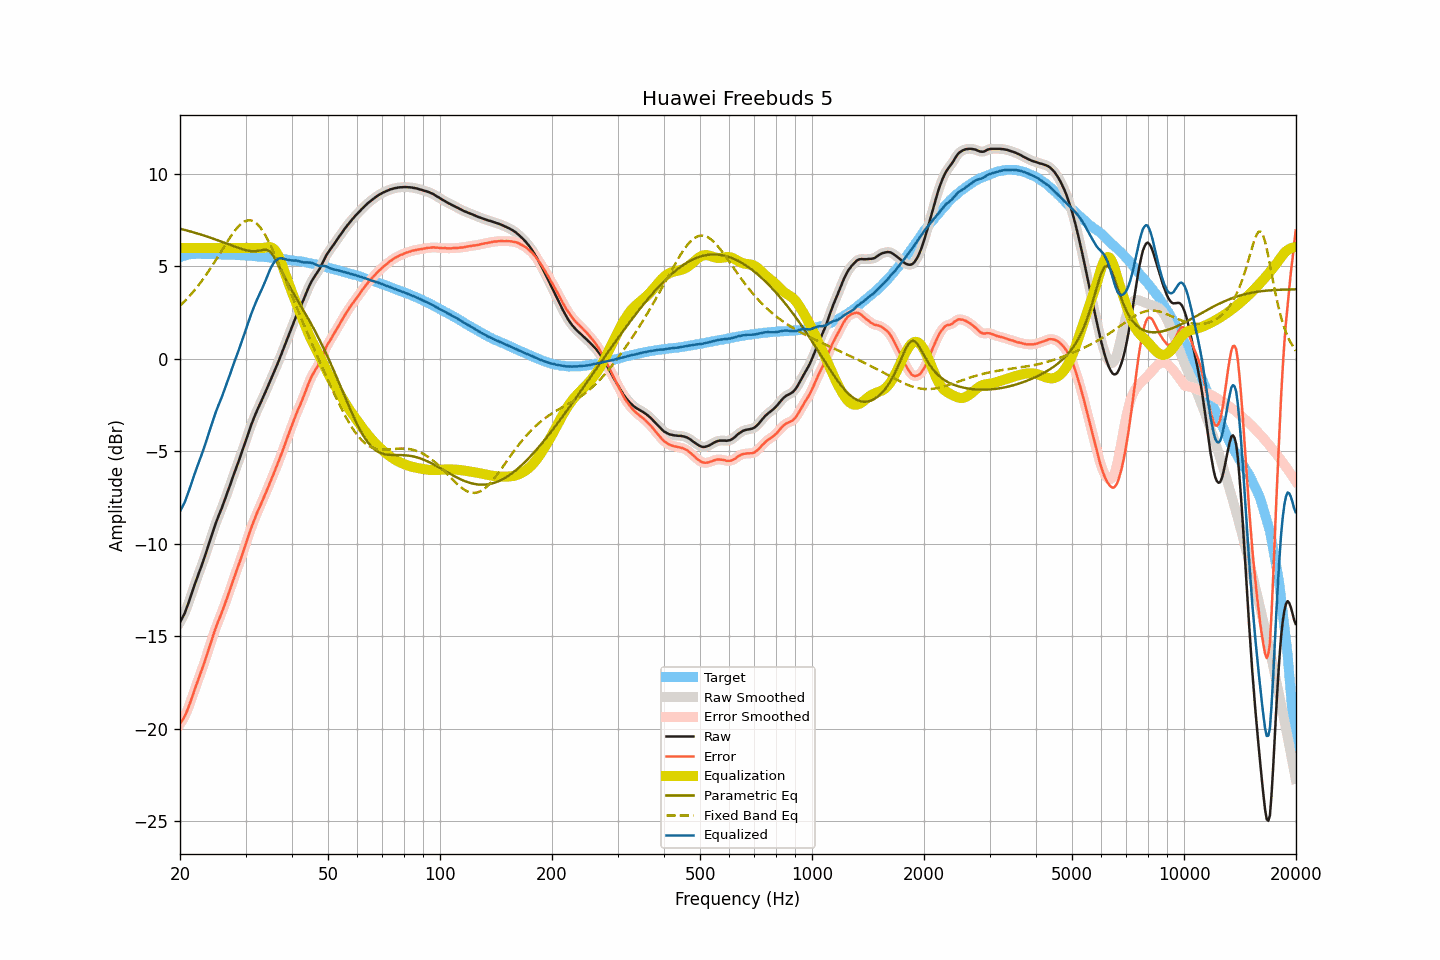 Huawei Freebuds 5
Amplitude (dBr)
10
5
0
−5
−10
−15
−20
−25
Target
Raw Smoothed
Error Smoothed
Raw
Error
Equalization
Parametric Eq
Fixed Band Eq
Equalized
20 50 100 200 500 1000 2000 5000 10000 20000
Frequency (Hz)